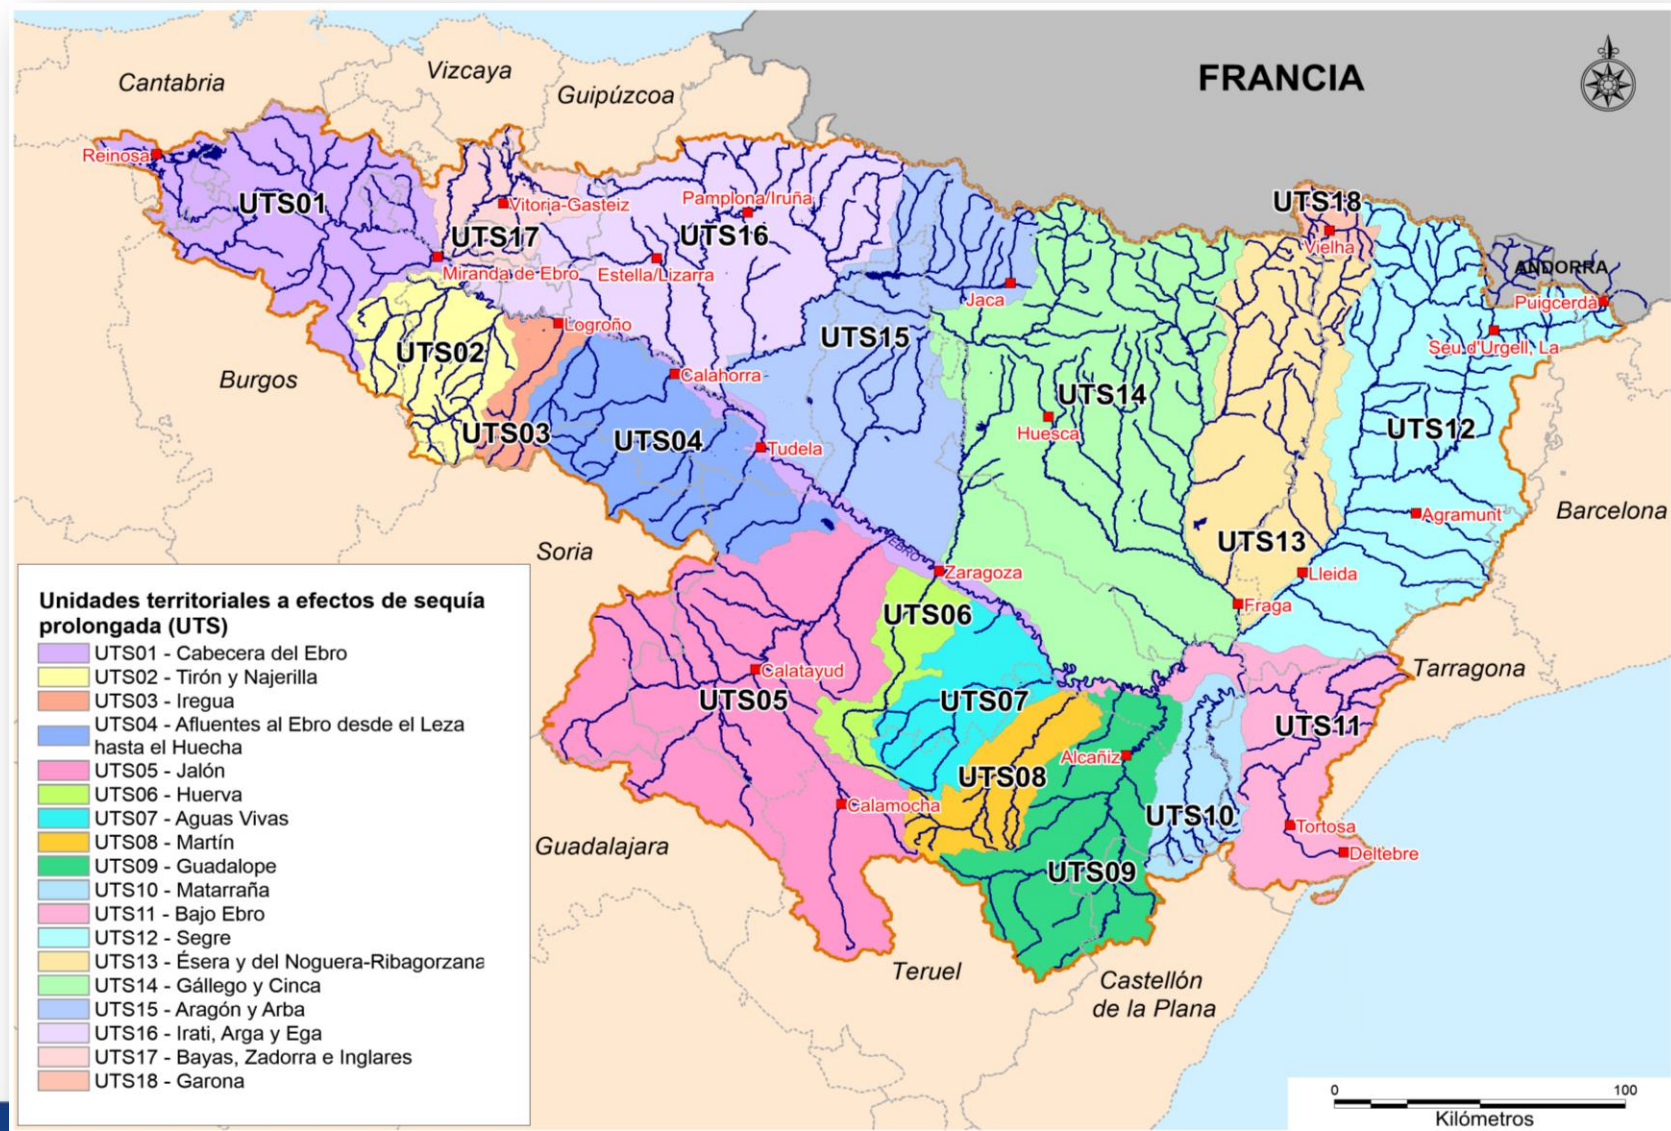 Cantabria
Vizcaya
Guipúzcoa
FRANCIA
Reinosa
UTS01
Vitoria-Gasteiz
UTS17
Miranda de Ebro
Pamplona/Iruña
UTS16
Estella/Lizarra
UTS18
Vielha
ANDORRA
Puigcerdà
Seu d'Urgell, La
Jaca
Logroño
UTS02
UTS15
Burgos
Calahorra
UTS14
Huesca
UTS03
UTS04
Tudela
UTS12
Agramunt
Barcelona
Soria
EBRO
UTS13
Zaragoza
Lleida
Fraga
UTS06
Calatayud
UTS05
UTS07
Tarragona
UTS11
Alcañiz
UTS08
Calamocha
UTS10
Tortosa
Deltebre
Guadalajara
UTS09
Teruel
Castellón
de la Plana
Unidades territoriales a efectos de sequía
prolongada (UTS)
UTS01 - Cabecera del Ebro
UTS02 - Tirón y Najerilla
UTS03 - Iregua
UTS04 - Afluentes al Ebro desde el Leza
hasta el Huecha
UTS05 - Jalón
UTS06 - Huerva
UTS07 - Aguas Vivas
UTS08 - Martín
UTS09 - Guadalope
UTS10 - Matarraña
UTS11 - Bajo Ebro
UTS12 - Segre
UTS13 - Ésera y del Noguera-Ribagorzana
UTS14 - Gállego y Cinca
UTS15 - Aragón y Arba
UTS16 - Irati, Arga y Ega
UTS17 - Bayas, Zadorra e Inglares
UTS18 - Garona
0 100
Kilómetros